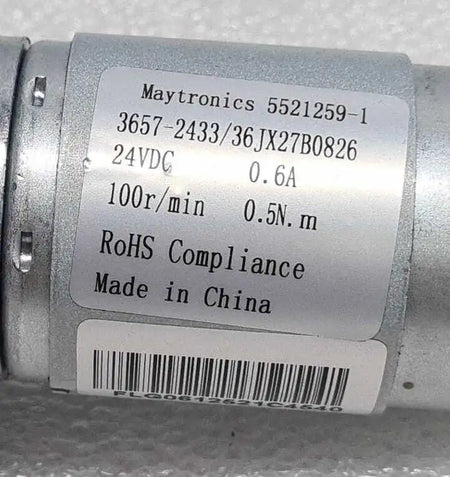 Maytronics 5521259-1
3657-2433/36JX27B0826
24VDC 0.6A
100r/min 0.5N.m
RoHS Compliance
Made in China